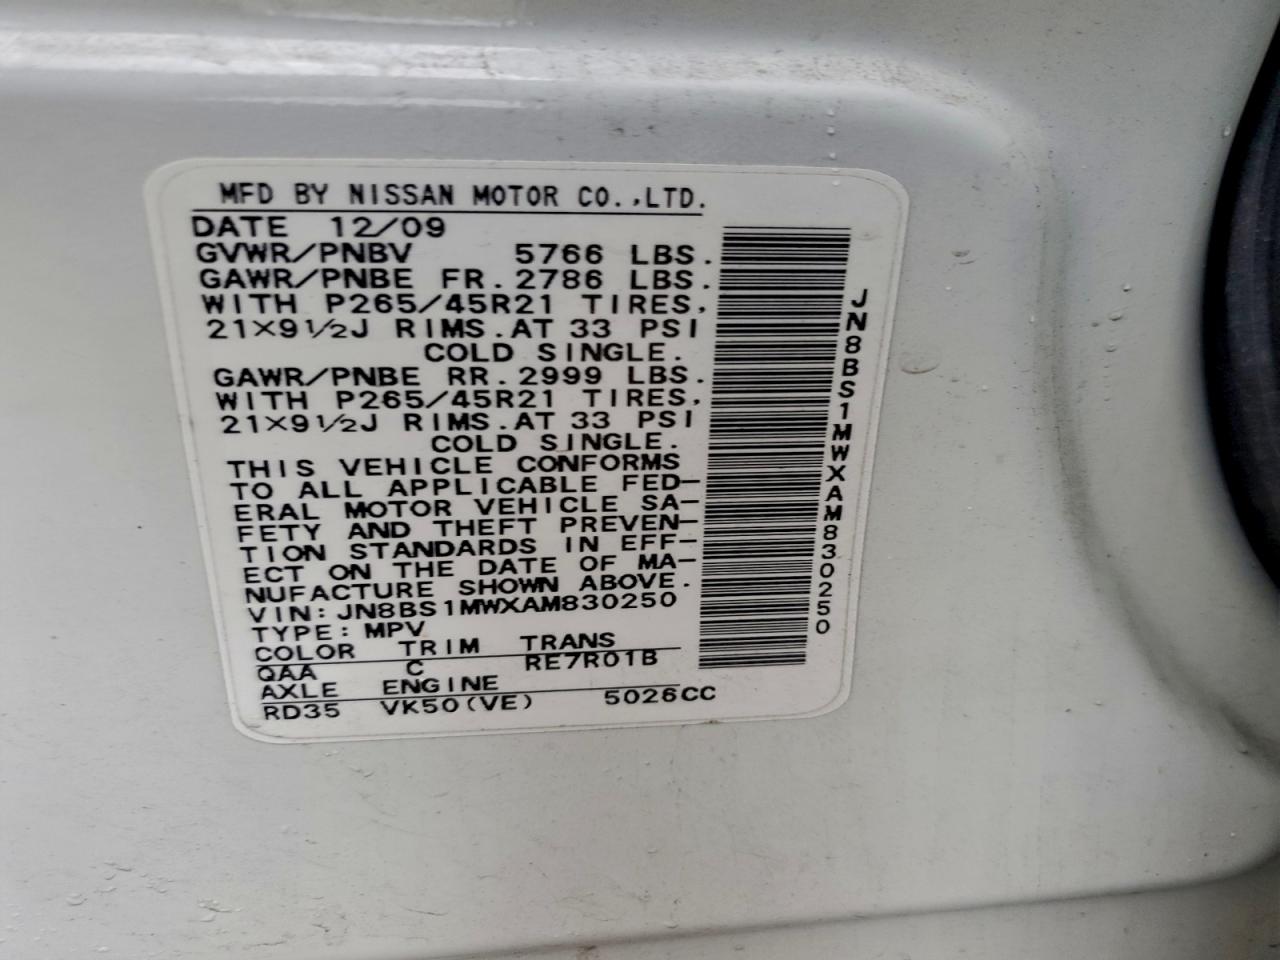 MFD BY NISSAN MOTOR CO.,LTD.
DATE 12/09
GVWR/PNBV 5766 LBS.
GAWR/PNBE FR. 2786 LBS.
WITH P265/45R21 TIRES,
21×9½J RIMS. AT 33 PSI
COLD SINGLE.
GAWR/PNBE RR. 2999 LBS.
WITH P265/45R21 TIRES,
21×9½J RIMS. AT 33 PSI
COLD SINGLE.
THIS VEHICLE CONFORMS
TO ALL APPLICABLE FED-
ERAL MOTOR VEHICLE SA-
FETY AND THEFT PREVEN-
TION STANDARDS IN EFF-
ECT ON THE DATE OF MA-
NUFACTURE SHOWN ABOVE.
VIN: JN8BS1MWXAM830250
TYPE: MPV
COLOR TRIM TRANS
QAA C RE7R01B
AXLE ENGINE
RD35 VK50(VE) 5026CC
JN8BS1MWXAM830250